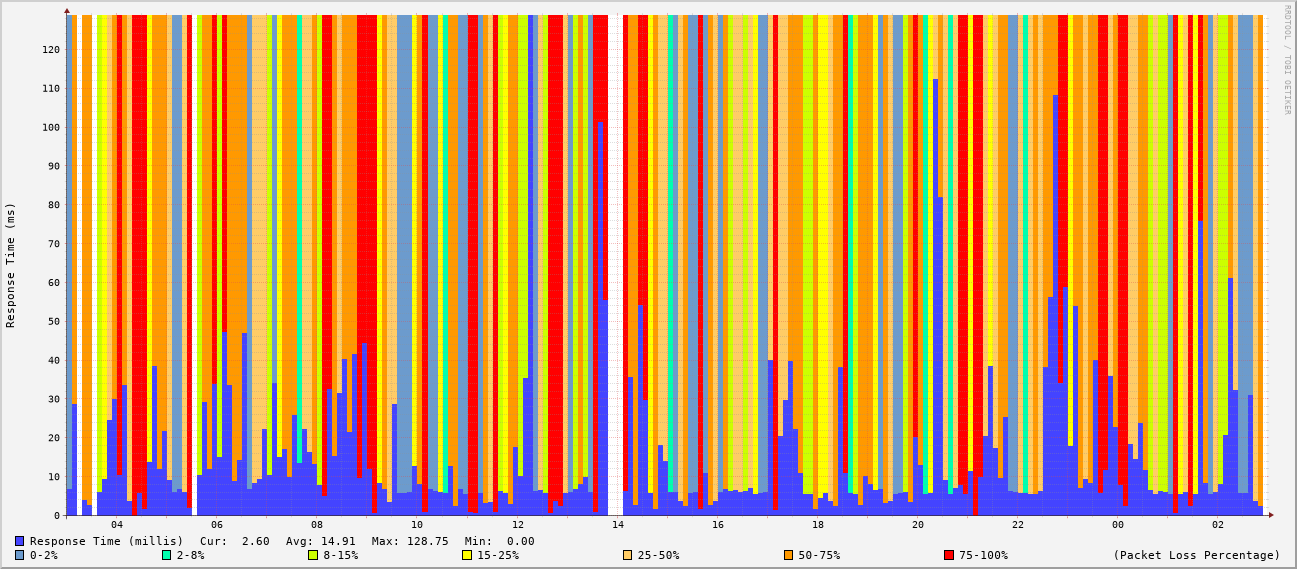 RRDTOOL / TOBI OETIKER
Response Time (ms)
120
110
100
90
80
70
60
50
40
30
20
10
0
04 06 08 10 12 14 16 18 20 22 00 02
Response Time (millis) Cur: 2.60 Avg: 14.91 Max: 128.75 Min: 0.00
0-2% 2-8% 8-15% 15-25% 25-50% 50-75% 75-100% (Packet Loss Percentage)